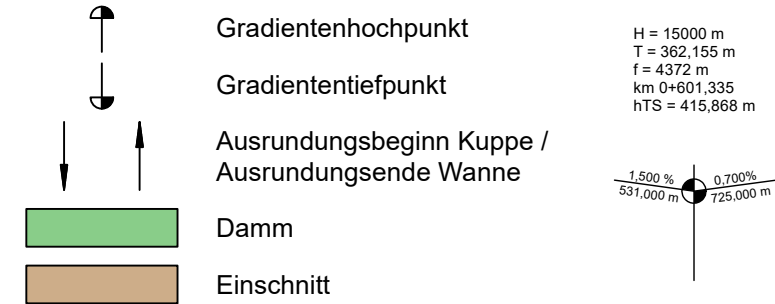 Gradientenhochpunkt
Gradiententiefpunkt
Ausrundungsbeginn Kuppe /
Ausrundungsende Wanne
Damm
Einschnitt
H = 15000 m
T = 362,155 m
f = 4372 m
km 0+601,335
hTS = 415,868 m
1,500 %
531,000 m
0,700%
725,000 m